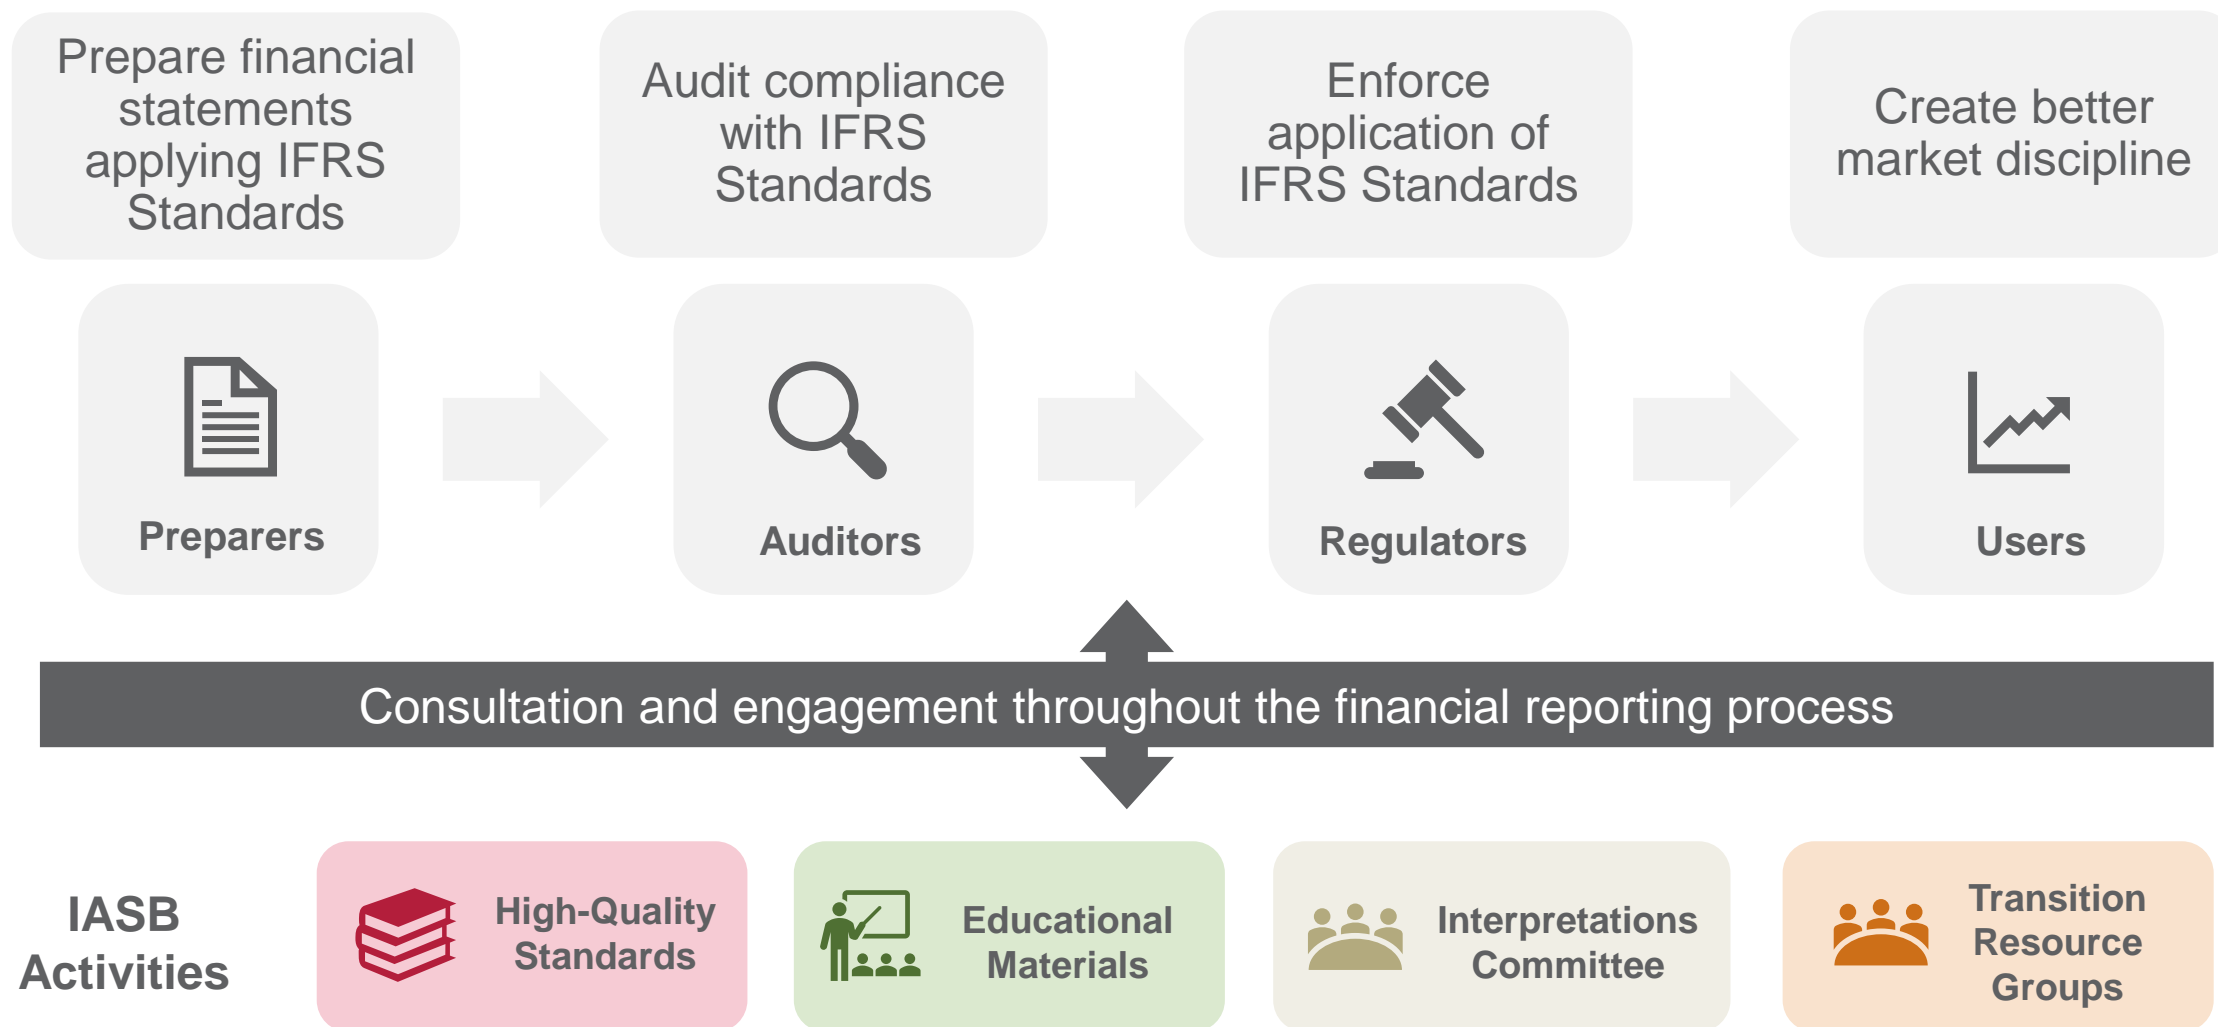 Prepare financial
statements
applying IFRS
Standards
Audit compliance
with IFRS
Standards
Enforce
application of
IFRS Standards
Create better
market discipline
Preparers
Auditors
Regulators
Users
Consultation and engagement throughout the financial reporting process
IASB
Activities
High-Quality
Standards
Educational
Materials
Interpretations
Committee
Transition
Resource
Groups